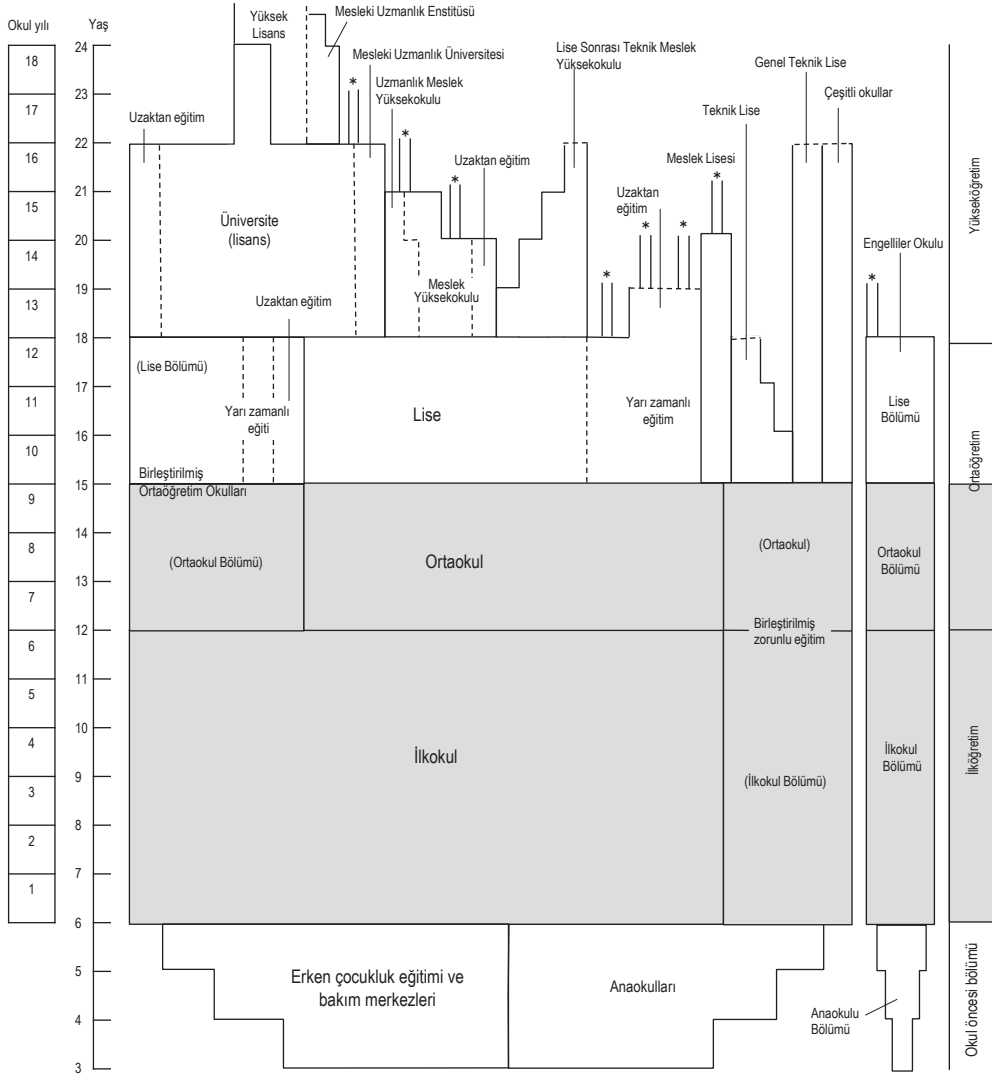 Okul yılı
Yaş
Yüksek
Lisans
Mesleki Uzmanlık Enstitüsü
Mesleki Uzmanlık Üniversitesi
Uzmanlık Meslek
Yüksekokulu
Lise Sonrası Teknik Meslek
Yüksekokulu
Genel Teknik Lise
Çeşitli okullar
Teknik Lise
Meslek Lisesi
Uzaktan eğitim
Uzaktan eğitim
Uzaktan
eğitim
Engelliler Okulu
*
*
*
*
*
*
*
*
Üniversite
(lisans)
Meslek
Yüksekokulu
Uzaktan eğitim
(Lise Bölümü)
Yarı zamanlı
eğiti
Lise
Yarı zamanlı
eğitim
Lise
Bölümü
Birleştirilmiş
Ortaöğretim Okulları
(Ortaokul Bölümü)
Ortaokul
(Ortaokul)
Ortaokul
Bölümü
Birleştirilmiş
zorunlu eğitim
İlkokul
(İlkokul Bölümü)
İlkokul
Bölümü
Erken çocukluk eğitimi ve
bakım merkezleri
Anaokulları
Anaokulu
Bölümü
18
17
16
15
14
13
12
11
10
9
8
7
6
5
4
3
2
1
24
23
22
21
20
19
18
17
16
15
14
13
12
11
10
9
8
7
6
5
4
3
Yükseköğretim
Ortaöğretim
İlköğretim
Okul öncesi bölümü